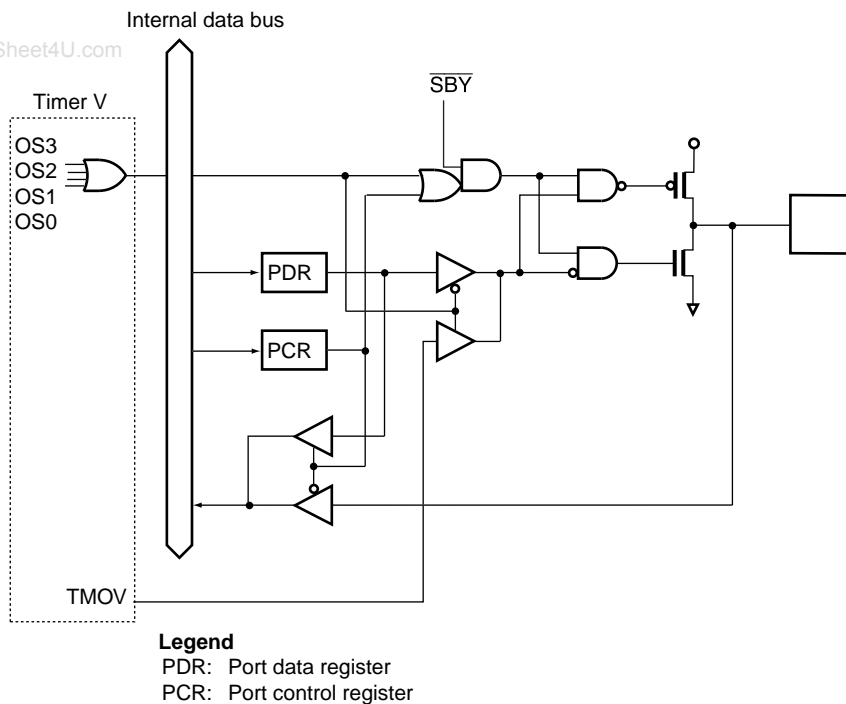 Internal data bus
Sheet4U.com
SBY
Timer V
OS3
OS2
OS1
OS0
PDR
PCR
TMOV
Legend
PDR: Port data register
PCR: Port control register